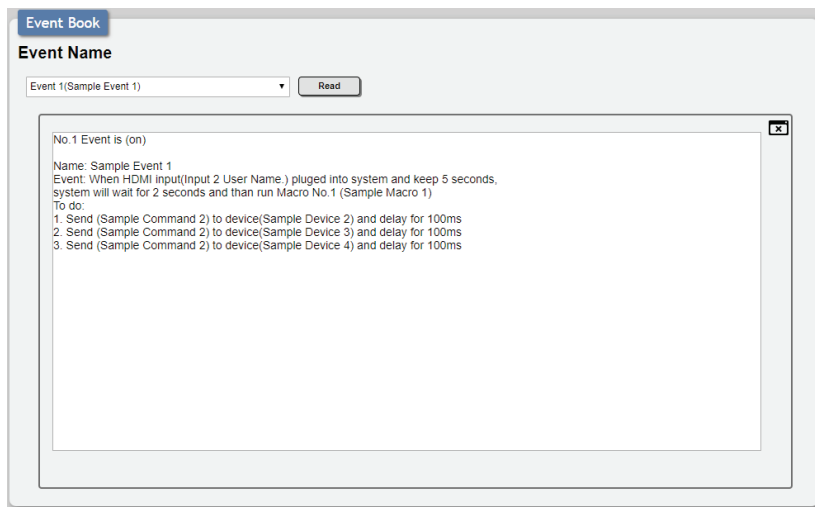 Event Book
Event Name
Event 1(Sample Event 1)
Read
No.1 Event is (on)
Name: Sample Event 1
Event: When HDMI input(Input 2 User Name.) pluged into system and keep 5 seconds,
system will wait for 2 seconds and than run Macro No.1 (Sample Macro 1)
To do:
1. Send (Sample Command 2) to device(Sample Device 2) and delay for 100ms
2. Send (Sample Command 2) to device(Sample Device 3) and delay for 100ms
3. Send (Sample Command 2) to device(Sample Device 4) and delay for 100ms